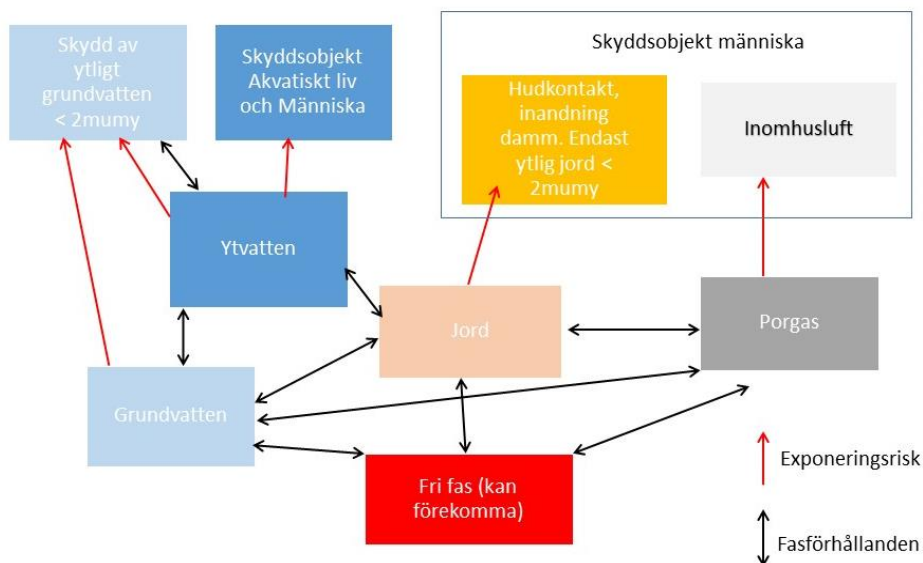 Skydd av
ytligt
grundvatten
< 2mumy
Skyddsobjekt
Akvatiskt liv
och Människa
Skyddsobjekt människa
Hudkontakt,
inandning
damm. Endast
ytlig jord <
2mumy
Inomhusluft
Ytvatten
Jord
Porgas
Grundvatten
Fri fas (kan
förekomma)
Exponeringsrisk
Fasförhållanden